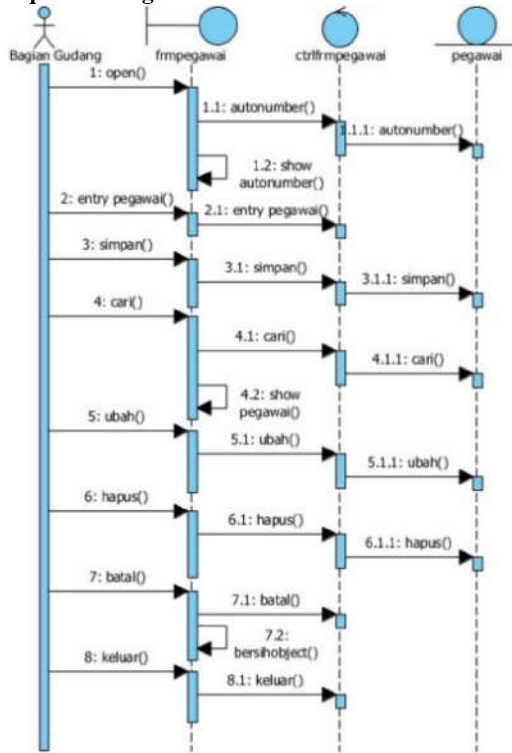 Bagian Gudang
frmpegawai
ctrlfrmpegawai
pegawai
1: open()
1.1: autonumber()
1.1.1: autonumber()
1.2: show
autonumber()
2: entry pegawai()
2.1: entry pegawai()
3: simpan()
3.1: simpan()
3.1.1: simpan()
4: cari()
4.1: cari()
4.1.1: cari()
4.2: show
pegawai()
5: ubah()
5.1: ubah()
5.1.1: ubah()
6: hapus()
6.1: hapus()
6.1.1: hapus()
7: batal()
7.1: batal()
7.2:
bersihobject()
8: keluar()
8.1: keluar()